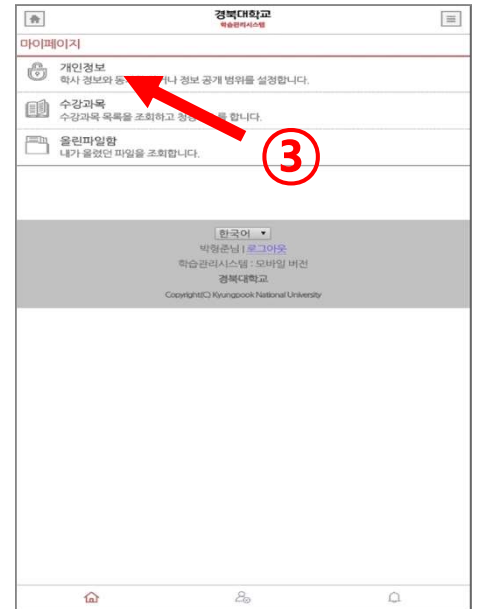 경북대학교
학습관리시스템
마이페이지
개인정보
학사 정보와 동 나 정보 공개 범위를 설정합니다.
수강과목
수강과목 목록을 조회하고 를 합니다.
올린파일함
내가 올렸던 파일을 조회합니다.
③
한국어 ▼
박형준님 | 로그아웃
학습관리시스템 : 모바일 버전
경북대학교
Copyright(C) Kyungpook National University